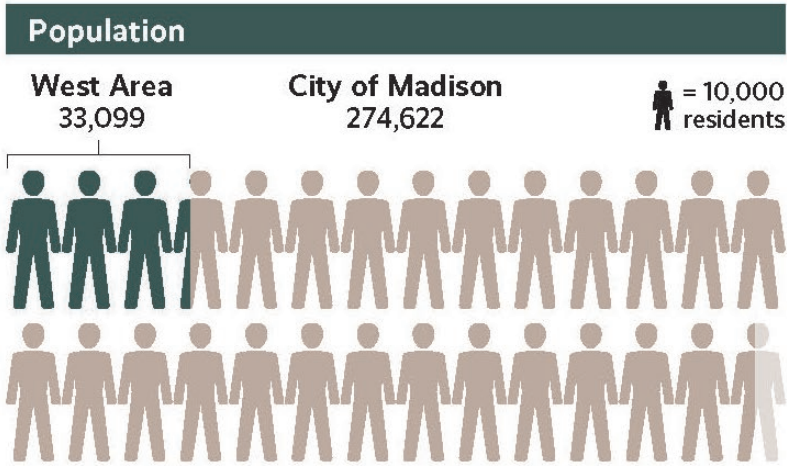 Population
West Area
33,099
City of Madison
274,622
= 10,000
residents